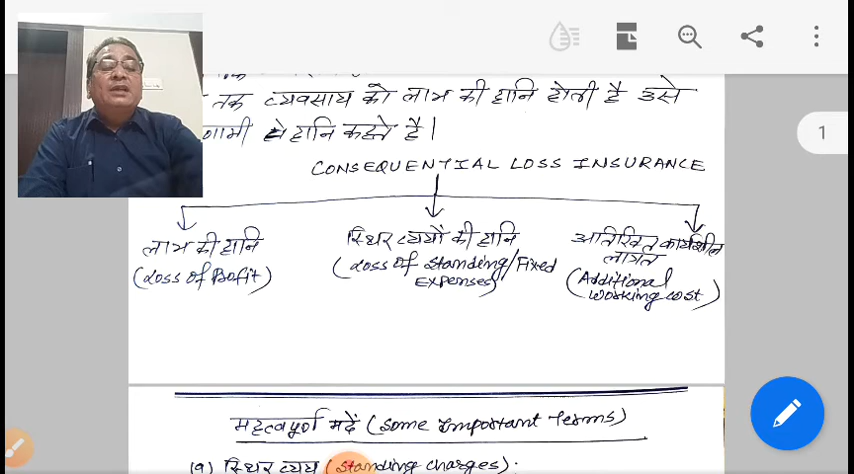 तक व्यवसाय को लाभ की हानि होती है उसे
गामी से हानि कहते है।
1
CONSEQUENTIAL LOSS INSURANCE
लाभ की हानि
(Loss of Profit)
स्थिर व्ययों की हानि
(Loss of Standing/Fixed
Expenses)
अतिरिक्त कार्यशील
लागत
(Additional
working cost)
महत्वपूर्ण मदें (Some Important Terms)
(9) स्थिर व्यय (Standing charges):